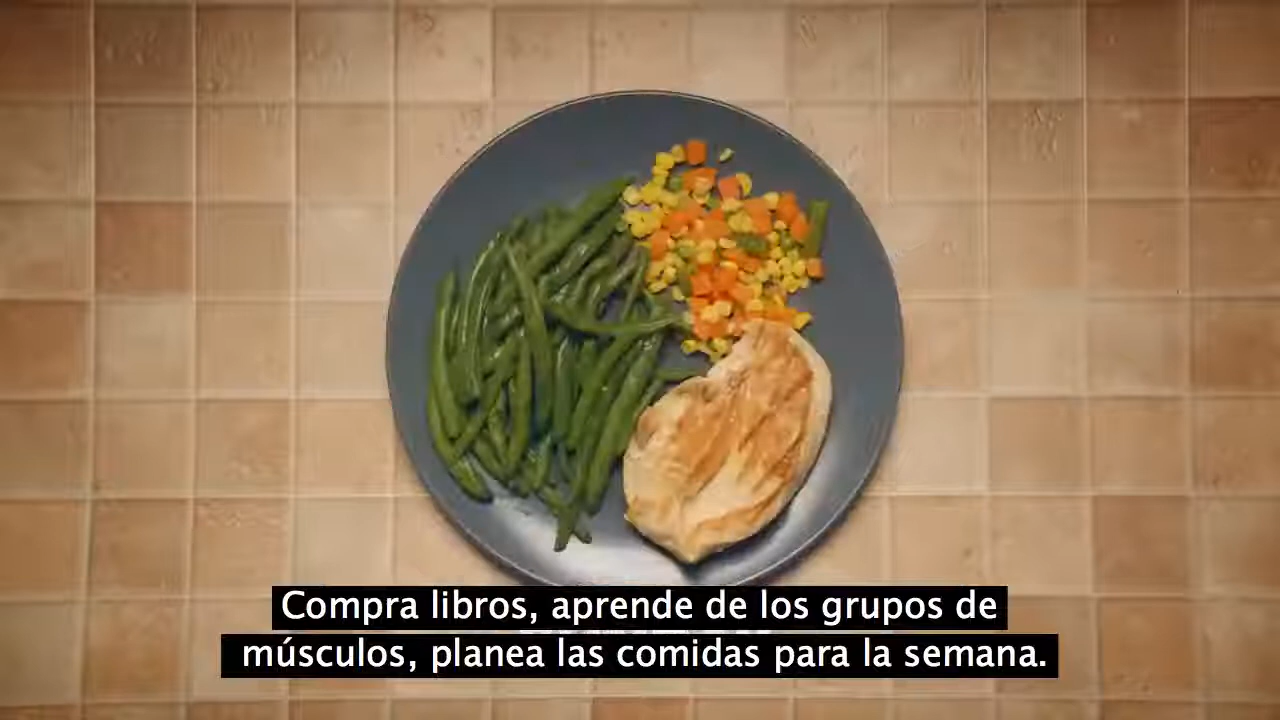 Compra libros, aprende de los grupos de
músculos, planea las comidas para la semana.